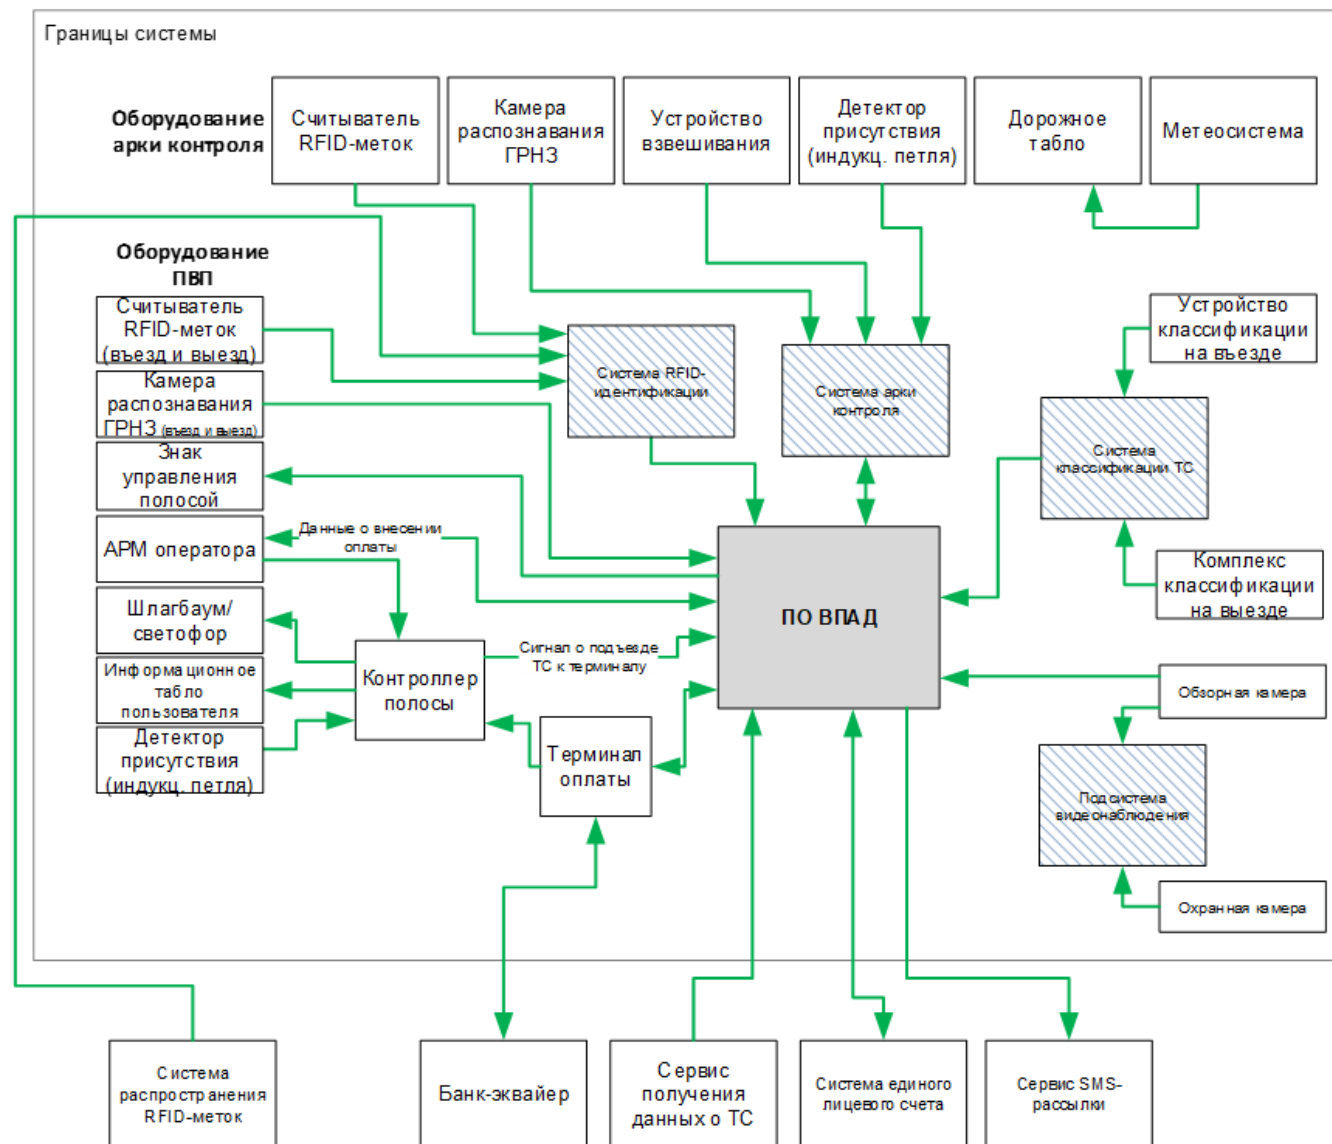 Границы системы
Оборудование
арки контроля
Считыватель
RFID-меток
Камера
распознавания
ГРНЗ
Устройство
взвешивания
Детектор
присутствия
(индукц. петля)
Дорожное
табло
Метеосистема
Оборудование
ПВП
Считыватель
RFID-меток
(въезд и выезд)
Камера
распознавания
ГРНЗ (въезд и выезд)
Знак
управления
полосой
АРМ оператора
Шлагбаум/
светофор
Информационное
табло
пользователя
Детектор
присутствия
(индукц. петля)
Система RFID-
идентификации
Система арки
контроля
Устройство
классификации
на въезде
Система
классификации ТС
Комплекс
классификации
на выезде
Данные о внесении
оплаты
ПО ВПАД
Контроллер
полосы
Сигнал о подъезде
ТС к терминалу
Терминал
оплаты
Обзорная камера
Подсистема
видеонаблюдения
Охранная камера
Система
распространения
RFID-меток
Банк-эквайер
Сервис
получения
данных о ТС
Система единого
лицевого счета
Сервис SMS-
рассылки